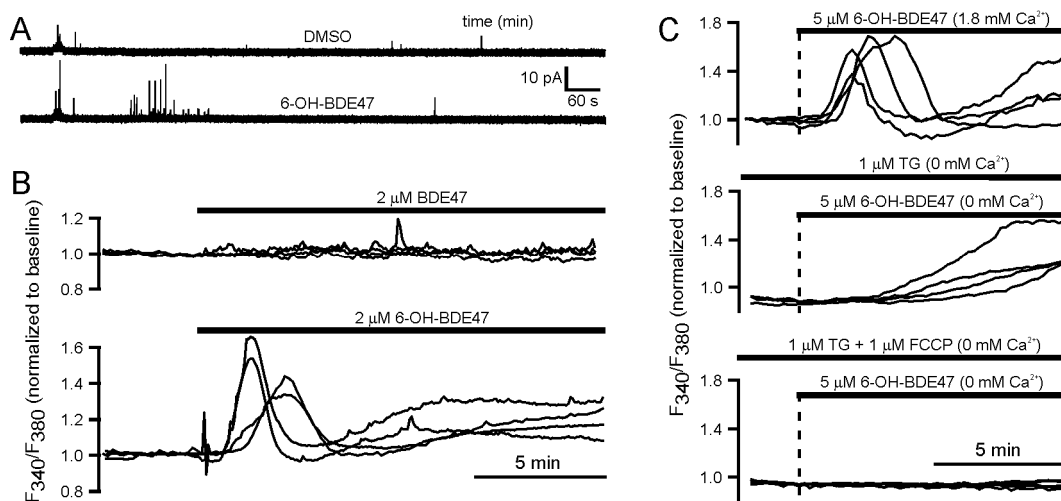 A
DMSO
time (min)
10 pA
60 s
6-OH-BDE47
B
F340/F380 (normalized to baseline)
2 µM BDE47
1.2
1.0
0.8
2 µM 6-OH-BDE47
1.6
1.4
1.2
1.0
0.8
5 min
C
F340/F380 (normalized to baseline)
5 µM 6-OH-BDE47 (1.8 mM Ca²⁺)
1.8
1.4
1.0
1 µM TG (0 mM Ca²⁺)
5 µM 6-OH-BDE47 (0 mM Ca²⁺)
1.8
1.4
1.0
1 µM TG + 1 µM FCCP (0 mM Ca²⁺)
5 µM 6-OH-BDE47 (0 mM Ca²⁺)
1.8
1.4
1.0
5 min